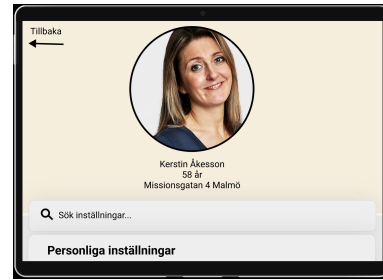 Tillbaka
Kerstin Åkesson
58 år
Missionsgatan 4 Malmö
Sök inställningar...
Personliga inställningar